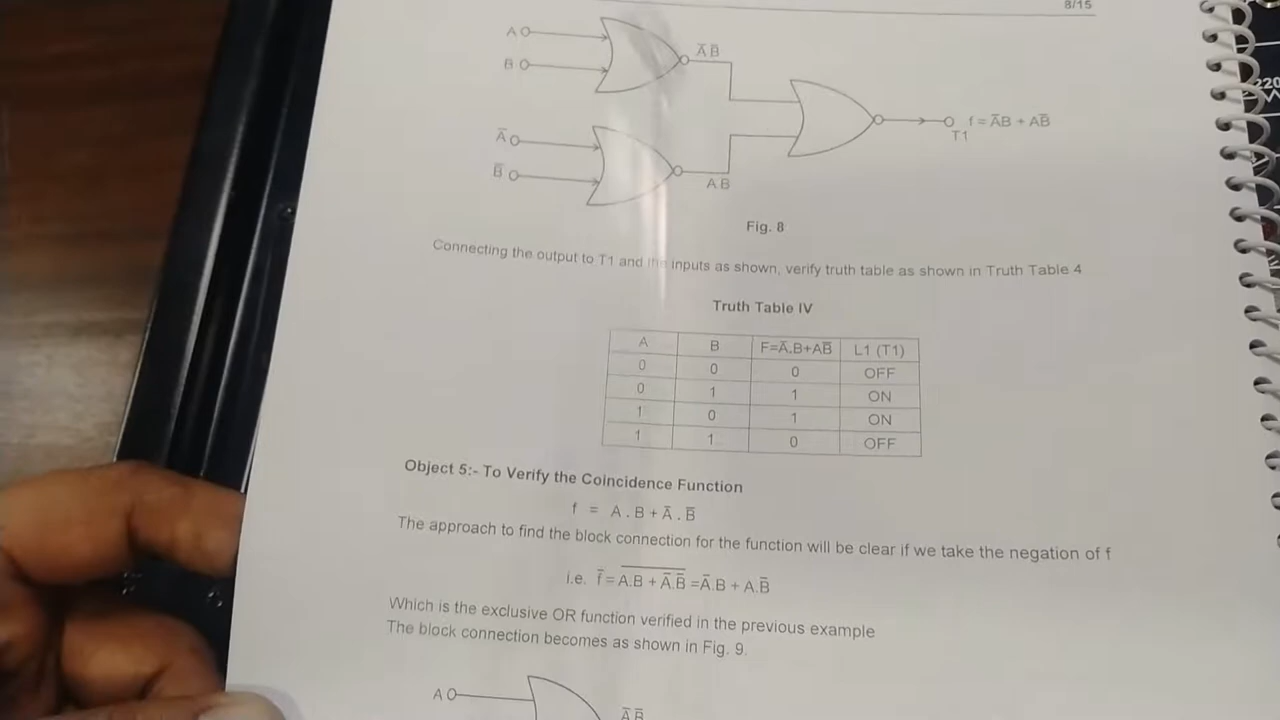 8/15
A
B
A̅ B̅
A̅
B̅
A B
f = A̅B + AB̅
T1
Fig. 8
Connecting the output to T1 and the inputs as shown, verify truth table as shown in Truth Table 4
Truth Table IV
A B F=A̅.B+AB̅ L1 (T1)
0 0 0 OFF
0 1 1 ON
1 0 1 ON
1 1 0 OFF
Object 5:- To Verify the Coincidence Function
f = A . B + A̅ . B̅
The approach to find the block connection for the function will be clear if we take the negation of f
i.e. f̅ = \overline{A.B + A̅.B̅} =A̅.B + A.B̅
Which is the exclusive OR function verified in the previous example
The block connection becomes as shown in Fig. 9.
A
A̅ B̅
220